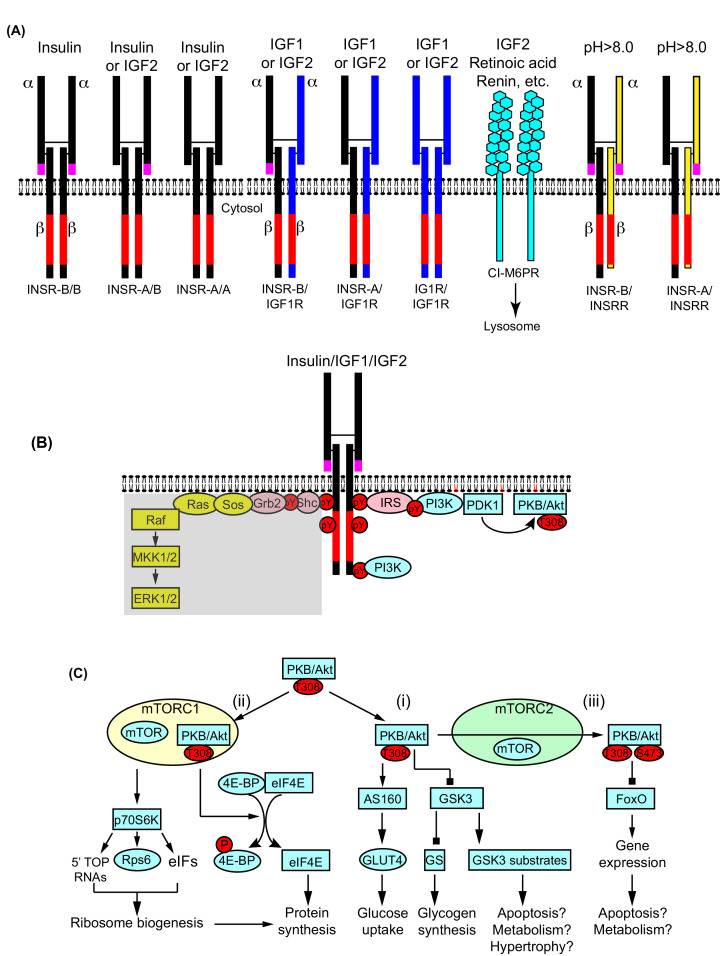 (A)
Insulin
Insulin
or IGF2
Insulin
or IGF2
IGF1
or IGF2
IGF1
or IGF2
IGF1
or IGF2
IGF2
Retinoic acid
Renin, etc.
pH>8.0
pH>8.0
α α α α α
Cytosol
β β β β β β
INSR-B/B
INSR-A/B
INSR-A/A
INSR-B/
IGF1R
INSR-A/
IGF1R
IG1R/
IGF1R
CI-M6PR
Lysosome
INSR-B/
INSRR
INSR-A/
INSRR
Insulin/IGF1/IGF2
(B)
Ras Sos Grb2 pY Shc pY pY IRS pY PI3K PDK1 PKB/Akt
T308
Raf
pY pY
MKK1/2
pY PI3K
ERK1/2
(C)
PKB/Akt
T308
mTORC1
(ii)
(i)
mTORC2
(iii)
mTOR
PKB/Akt
T308
PKB/Akt
T308
mTOR
PKB/Akt
T308 S473
4E-BP eIF4E
AS160
GSK3
FoxO
p70S6K
P
4E-BP
eIF4E
5' TOP
RNAs
Rps6
eIFs
GLUT4
GS
GSK3 substrates
Gene
expression
Ribosome biogenesis
Protein
synthesis
Glucose
uptake
Glycogen
synthesis
Apoptosis?
Metabolism?
Hypertrophy?
Apoptosis?
Metabolism?